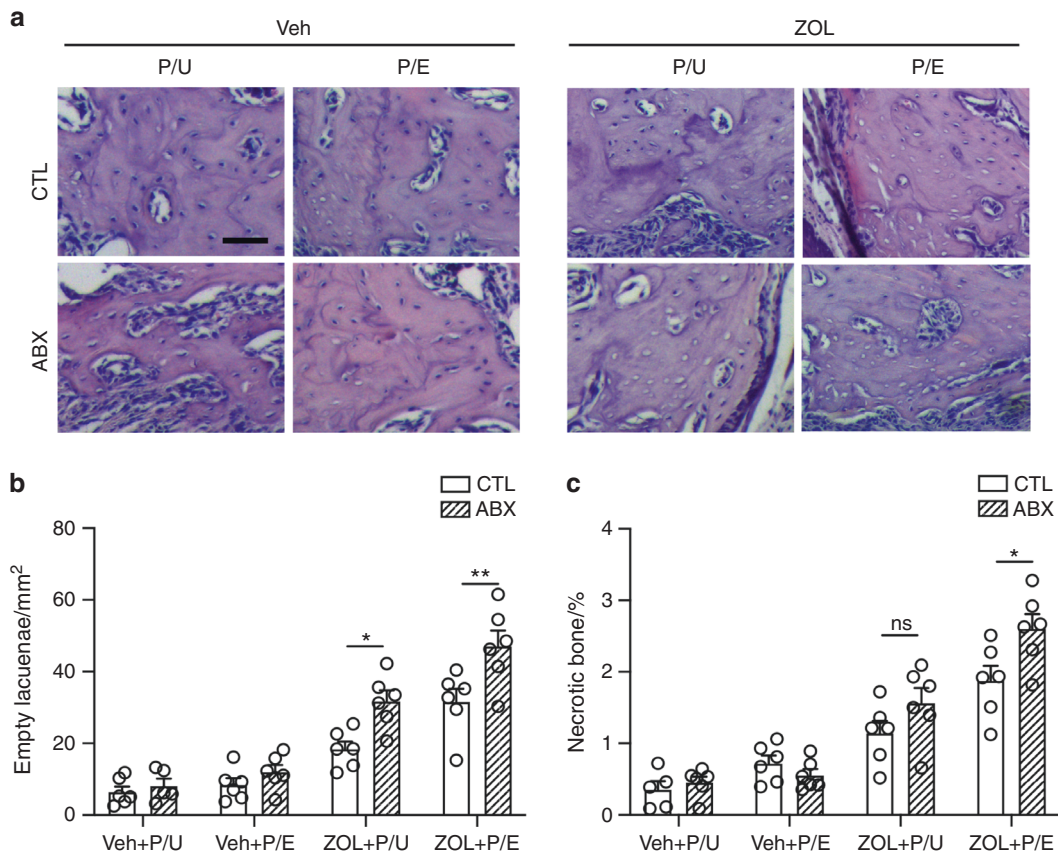 a
Veh
ZOL
P/U
P/E
P/U
P/E
CTL
ABX
b
CTL
ABX
Empty lacuenae/mm²
80
60
40
20
0
*
**
Veh+P/U
Veh+P/E
ZOL+P/U
ZOL+P/E
c
CTL
ABX
Necrotic bone/%
4
3
2
1
0
ns
*
Veh+P/U
Veh+P/E
ZOL+P/U
ZOL+P/E